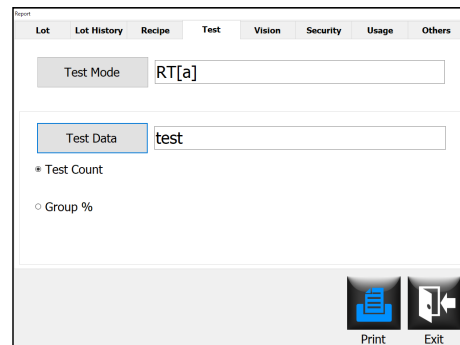 Report
Lot Lot History Recipe Test Vision Security Usage Others
Test Mode RT[a]
Test Data test
Test Count
Group %
Print Exit